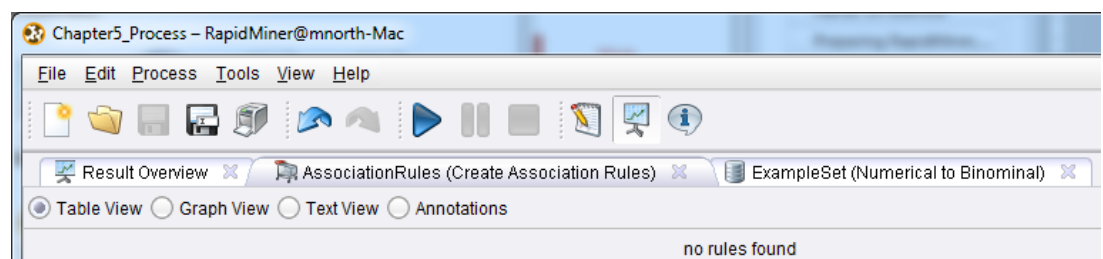 Chapter5_Process – RapidMiner@mnorth-Mac
File Edit Process Tools View Help
Result Overview AssociationRules (Create Association Rules) ExampleSet (Numerical to Binominal)
Table View Graph View Text View Annotations
no rules found